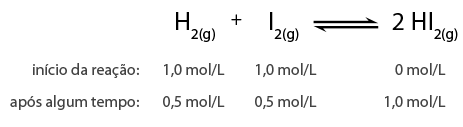 H2(g) + I2(g) ⇌ 2 HI2(g)
início da reação: 1,0 mol/L 1,0 mol/L 0 mol/L
após algum tempo: 0,5 mol/L 0,5 mol/L 1,0 mol/L